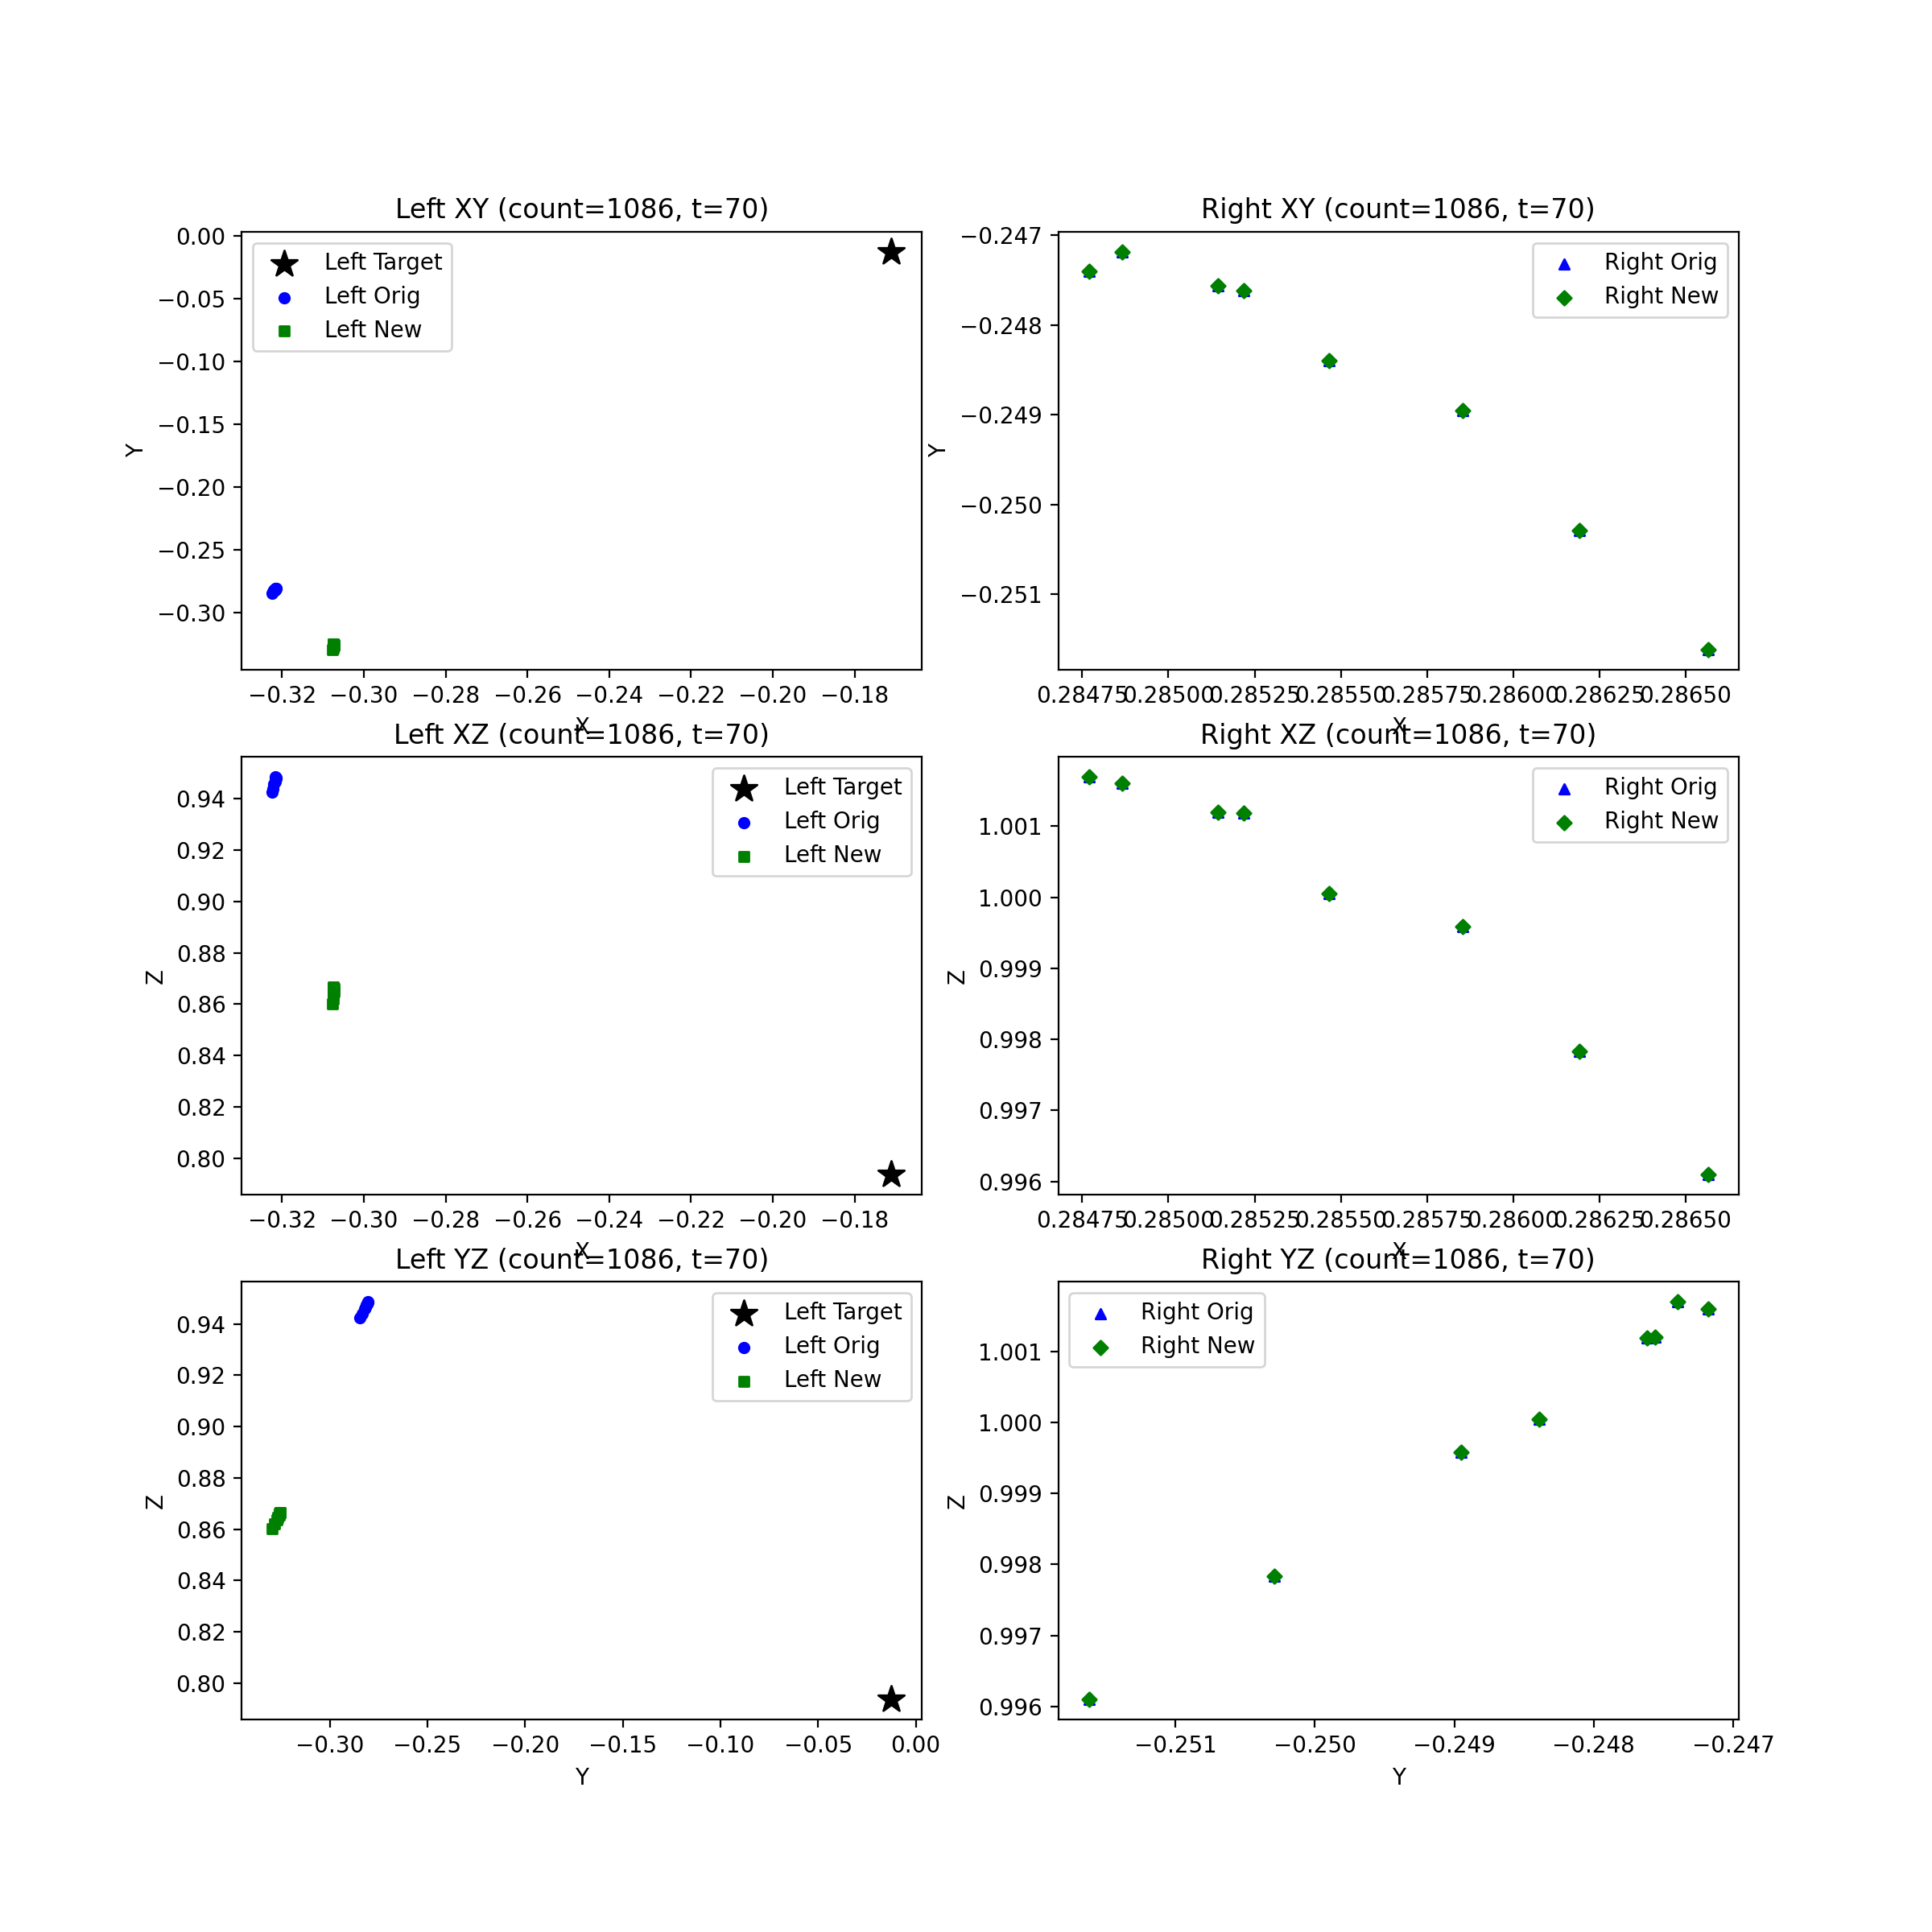 Left XY (count=1086, t=70)
Left Target
Left Orig
Left New
0.00
−0.05
−0.10
−0.15
−0.20
−0.25
−0.30
Y
−0.32 −0.30 −0.28 −0.26 −0.24 −0.22 −0.20 −0.18
X
Right XY (count=1086, t=70)
Right Orig
Right New
−0.247
−0.248
−0.249
−0.250
−0.251
Y
0.28475 0.28500 0.28525 0.28550 0.28575 0.28600 0.28625 0.28650
X
Left XZ (count=1086, t=70)
Left Target
Left Orig
Left New
0.94
0.92
0.90
0.88
0.86
0.84
0.82
0.80
Z
−0.32 −0.30 −0.28 −0.26 −0.24 −0.22 −0.20 −0.18
X
Right XZ (count=1086, t=70)
Right Orig
Right New
1.001
1.000
0.999
0.998
0.997
0.996
Z
0.28475 0.28500 0.28525 0.28550 0.28575 0.28600 0.28625 0.28650
X
Left YZ (count=1086, t=70)
Left Target
Left Orig
Left New
0.94
0.92
0.90
0.88
0.86
0.84
0.82
0.80
Z
−0.30 −0.25 −0.20 −0.15 −0.10 −0.05 0.00
Y
Right YZ (count=1086, t=70)
Right Orig
Right New
1.001
1.000
0.999
0.998
0.997
0.996
Z
−0.251 −0.250 −0.249 −0.248 −0.247
Y